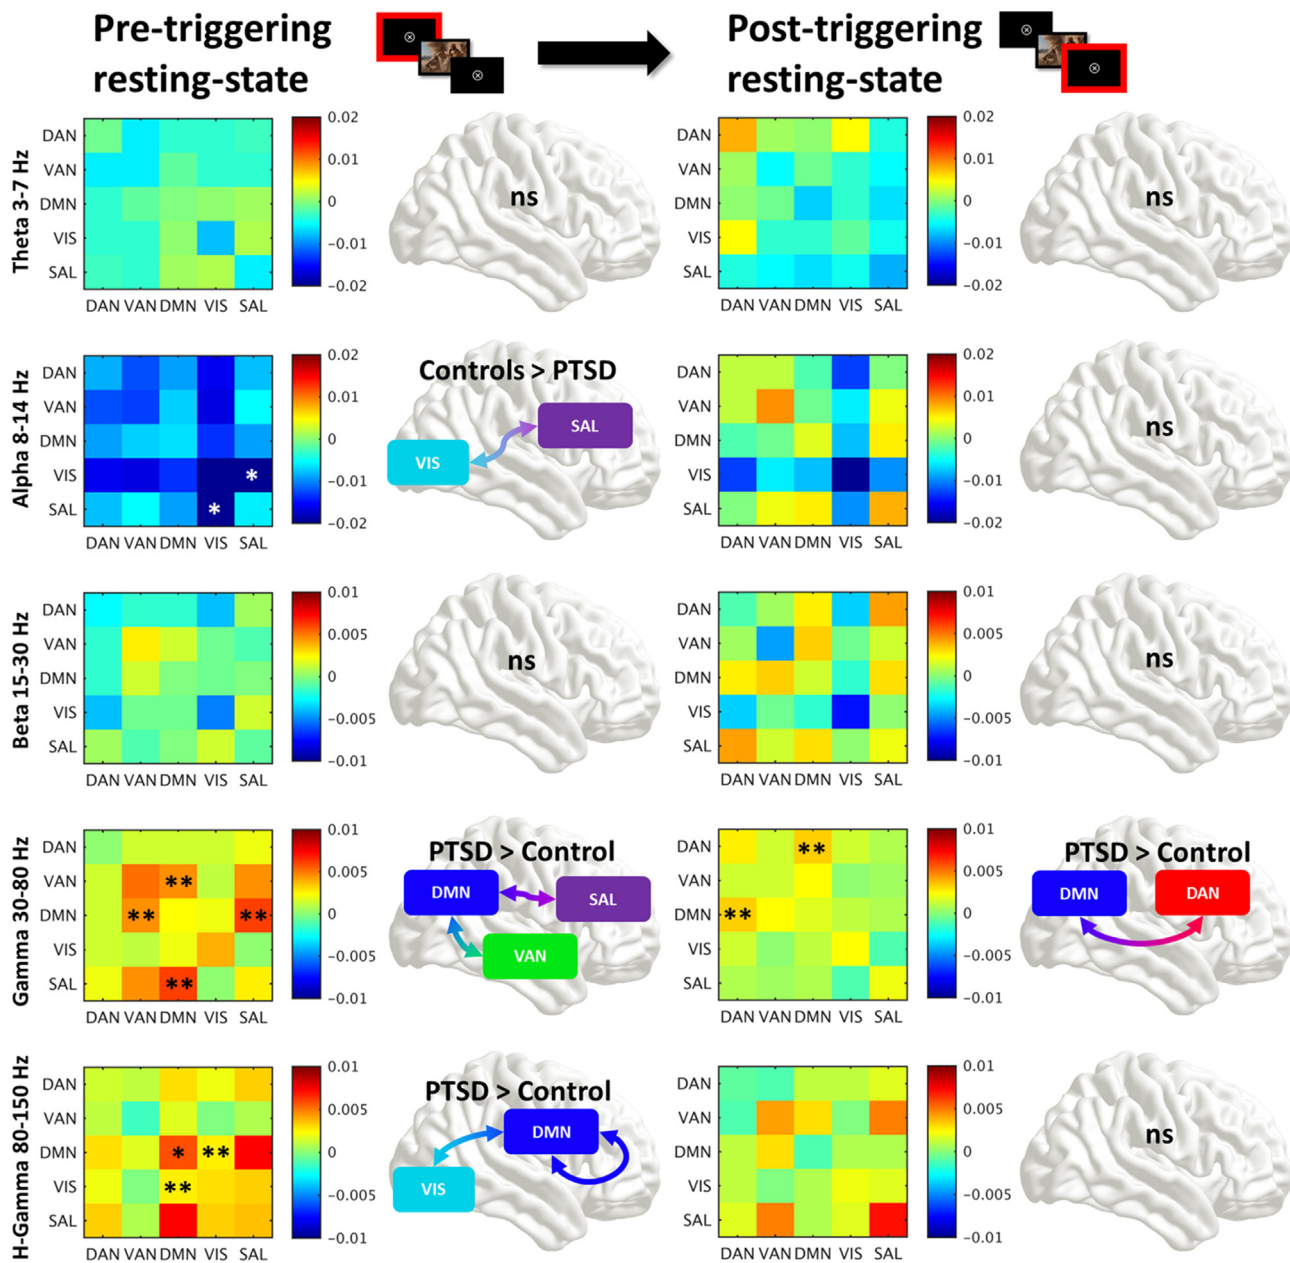 Pre-triggering
resting-state
Post-triggering
resting-state
Theta 3-7 Hz
DAN
VAN
DMN
VIS
SAL
DAN VAN DMN VIS SAL
0.02
0.01
0
−0.01
−0.02
ns
DAN
VAN
DMN
VIS
SAL
DAN VAN DMN VIS SAL
0.02
0.01
0
−0.01
−0.02
ns
Alpha 8-14 Hz
DAN
VAN
DMN
VIS
*
SAL
*
DAN VAN DMN VIS SAL
0.02
0.01
0
−0.01
−0.02
Controls > PTSD
SAL
VIS
DAN
VAN
DMN
VIS
SAL
DAN VAN DMN VIS SAL
0.02
0.01
0
−0.01
−0.02
ns
Beta 15-30 Hz
DAN
VAN
DMN
VIS
SAL
DAN VAN DMN VIS SAL
0.01
0.005
0
−0.005
−0.01
ns
DAN
VAN
DMN
VIS
SAL
DAN VAN DMN VIS SAL
0.01
0.005
0
−0.005
−0.01
ns
Gamma 30-80 Hz
DAN
VAN
**
DMN
** **
VIS
SAL
**
DAN VAN DMN VIS SAL
0.01
0.005
0
−0.005
−0.01
PTSD > Control
DMN
SAL
VAN
DAN
**
VAN
DMN
**
VIS
SAL
DAN VAN DMN VIS SAL
0.01
0.005
0
−0.005
−0.01
PTSD > Control
DMN DAN
H-Gamma 80-150 Hz
DAN
VAN
DMN
* **
VIS
**
SAL
DAN VAN DMN VIS SAL
0.01
0.005
0
−0.005
−0.01
PTSD > Control
DMN
VIS
DAN
VAN
DMN
VIS
SAL
DAN VAN DMN VIS SAL
0.01
0.005
0
−0.005
−0.01
ns